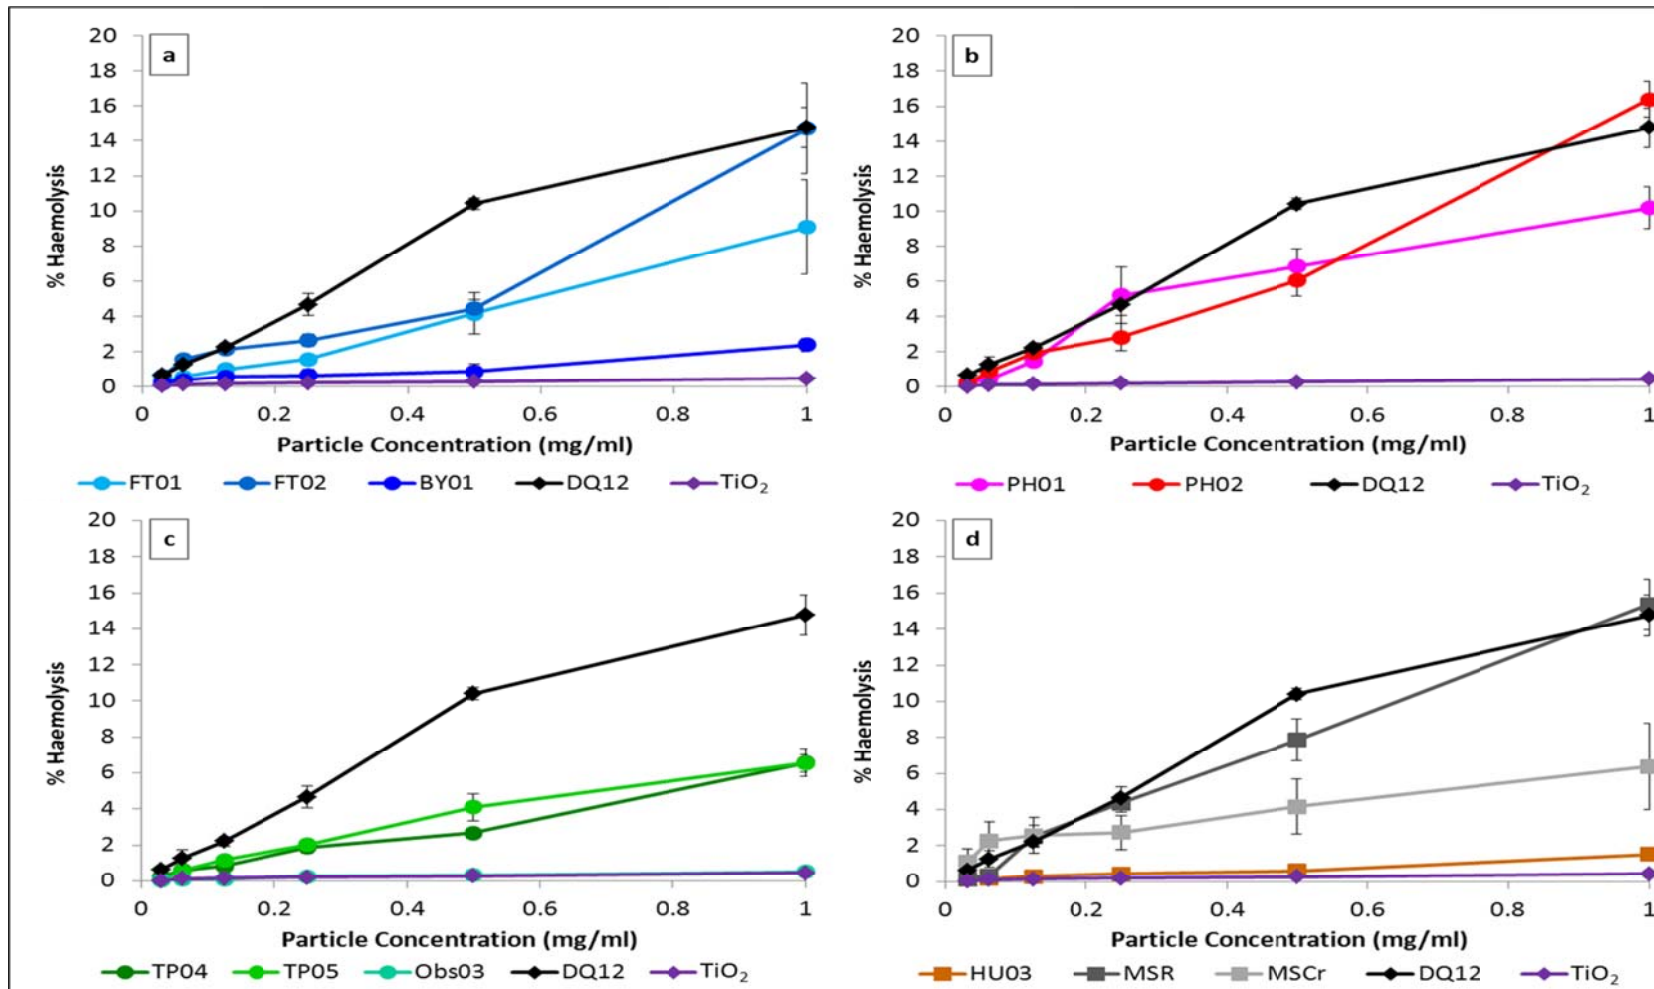 a
20
18
16
14
12
10
8
6
4
2
0
% Haemolysis
0 0.2 0.4 0.6 0.8 1
Particle Concentration (mg/ml)
FT01 FT02 BY01 DQ12 TiO₂
b
20
18
16
14
12
10
8
6
4
2
0
% Haemolysis
0 0.2 0.4 0.6 0.8 1
Particle Concentration (mg/ml)
PH01 PH02 DQ12 TiO₂
c
20
18
16
14
12
10
8
6
4
2
0
% Haemolysis
0 0.2 0.4 0.6 0.8 1
Particle Concentration (mg/ml)
TP04 TP05 Obs03 DQ12 TiO₂
d
20
18
16
14
12
10
8
6
4
2
0
% Haemolysis
0 0.2 0.4 0.6 0.8 1
Particle Concentration (mg/ml)
HU03 MSR MSCr DQ12 TiO₂